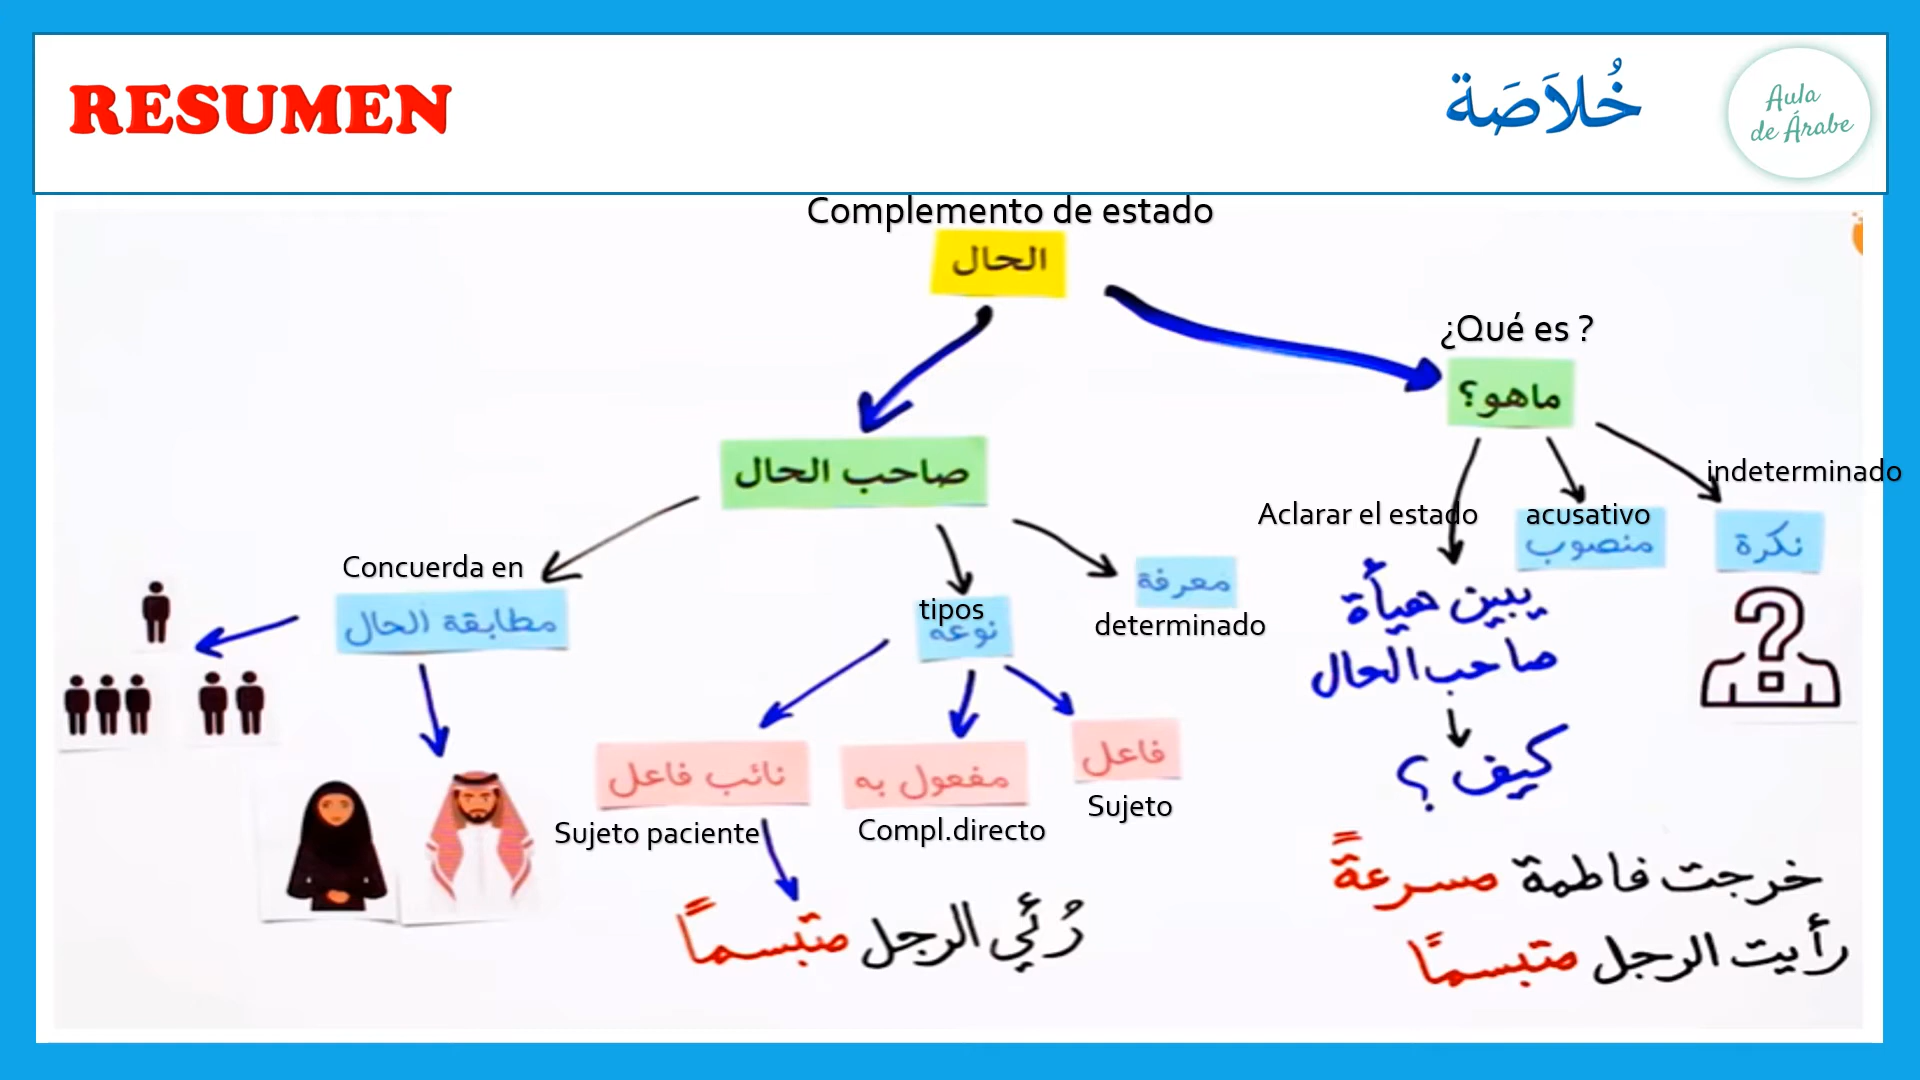 RESUMEN
خُلاَصَة
Aula
de Árabe
Complemento de estado
الحال
¿Qué es ?
ماهو؟
صاحب الحال
indeterminado
نكرة
acusativo
منصوب
Aclarar el estado
يبين هيأة
صاحب الحال
كيف ؟
خرجت فاطمة مسرعةً
رأيت الرجل متبسمًا
معرفة
determinado
tipos
نوعه
فاعل
Sujeto
مفعول به
Compl.directo
نائب فاعل
Sujeto paciente
رُئي الرجل متبسماً
Concuerda en
مطابقة الحال